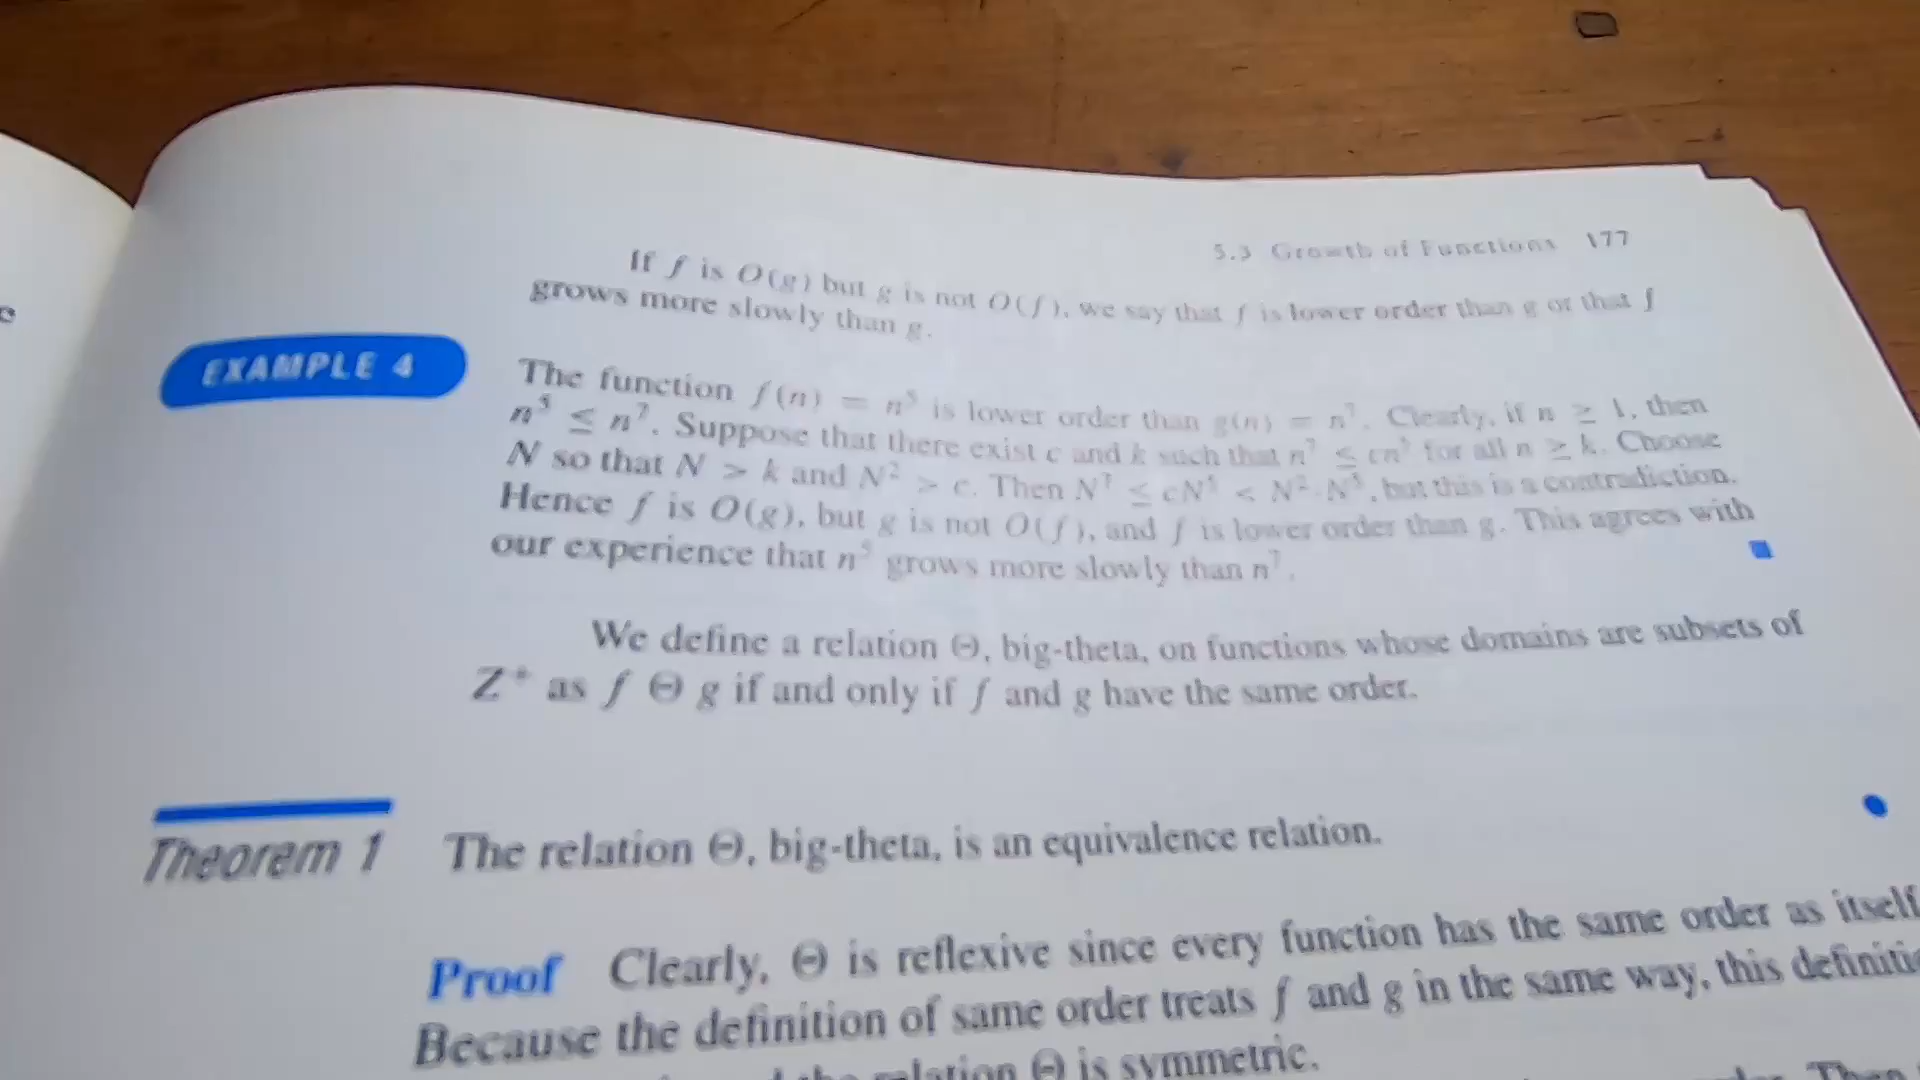 5.3 Growth of Functions 177
If f is O(g) but g is not O(f), we say that f is lower order than g or that f
grows more slowly than g.
EXAMPLE 4
The function f(n) = n⁵ is lower order than g(n) = n⁷. Clearly, if n ≥ 1, then
n⁵ ≤ n⁷. Suppose that there exist c and k such that n⁷ ≤ cn⁵ for all n ≥ k. Choose
N so that N > k and N² > c. Then N⁷ ≤ cN⁵ < N² · N⁵, but this is a contradiction.
Hence f is O(g), but g is not O(f), and f is lower order than g. This agrees with
our experience that n⁵ grows more slowly than n⁷.
We define a relation Θ, big-theta, on functions whose domains are subsets of
Z⁺ as f Θ g if and only if f and g have the same order.
Theorem 1 The relation Θ, big-theta, is an equivalence relation.
Proof Clearly, Θ is reflexive since every function has the same order as itself.
Because the definition of same order treats f and g in the same way, this
relation Θ is symmetric.